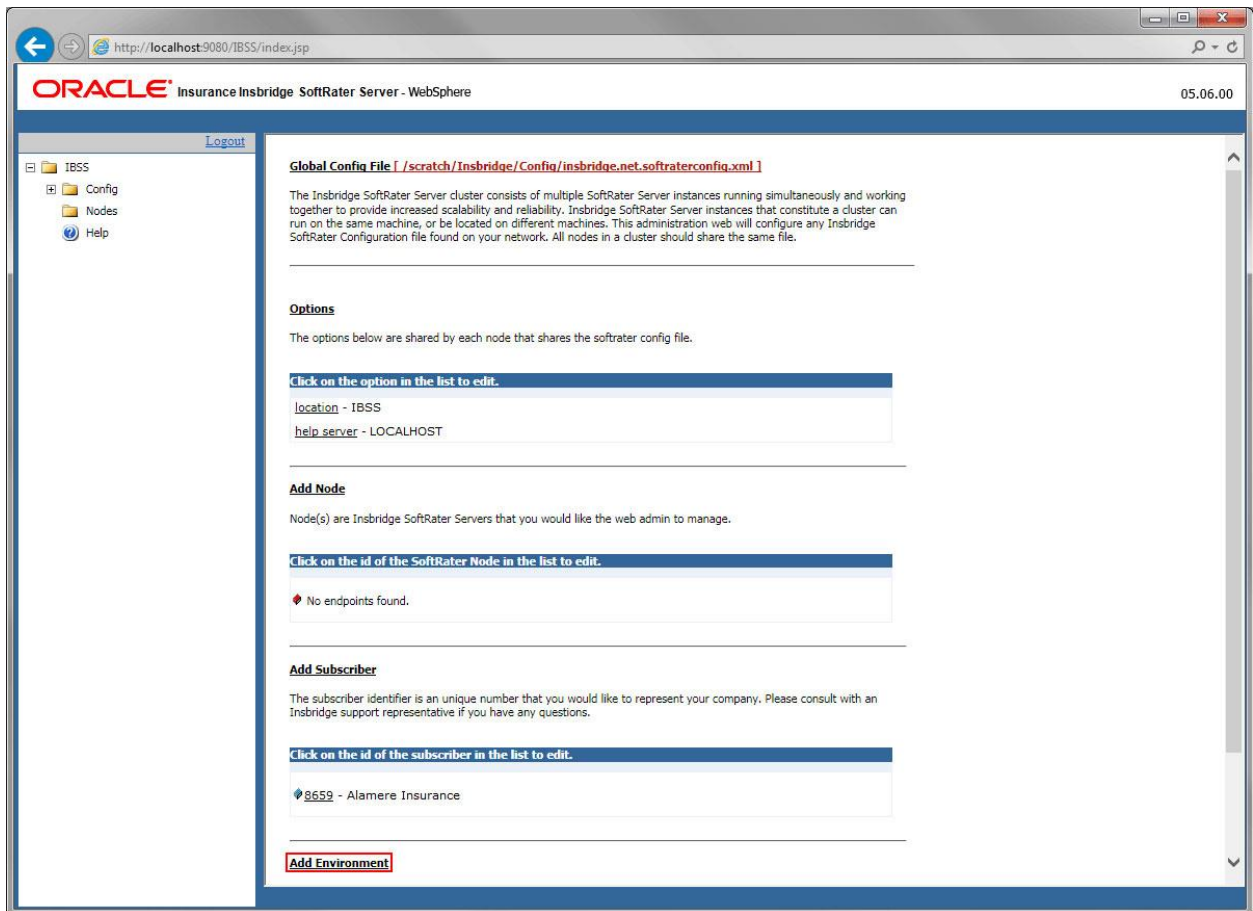 http://localhost:9080/IBSS/index.jsp
ORACLE® Insurance Insbridge SoftRater Server - WebSphere
05.06.00
Logout
IBSS
Config
Nodes
Help
Global Config File [ /scratch/Insbridge/Config/insbridge.net.softraterconfig.xml ]
The Insbridge SoftRater Server cluster consists of multiple SoftRater Server instances running simultaneously and working
together to provide increased scalability and reliability. Insbridge SoftRater Server instances that constitute a cluster can
run on the same machine, or be located on different machines. This administration web will configure any Insbridge
SoftRater Configuration file found on your network. All nodes in a cluster should share the same file.
Options
The options below are shared by each node that shares the softrater config file.
Click on the option in the list to edit.
location - IBSS
help server - LOCALHOST
Add Node
Node(s) are Insbridge SoftRater Servers that you would like the web admin to manage.
Click on the id of the SoftRater Node in the list to edit.
No endpoints found.
Add Subscriber
The subscriber identifier is an unique number that you would like to represent your company. Please consult with an
Insbridge support representative if you have any questions.
Click on the id of the subscriber in the list to edit.
8659 - Alamere Insurance
Add Environment